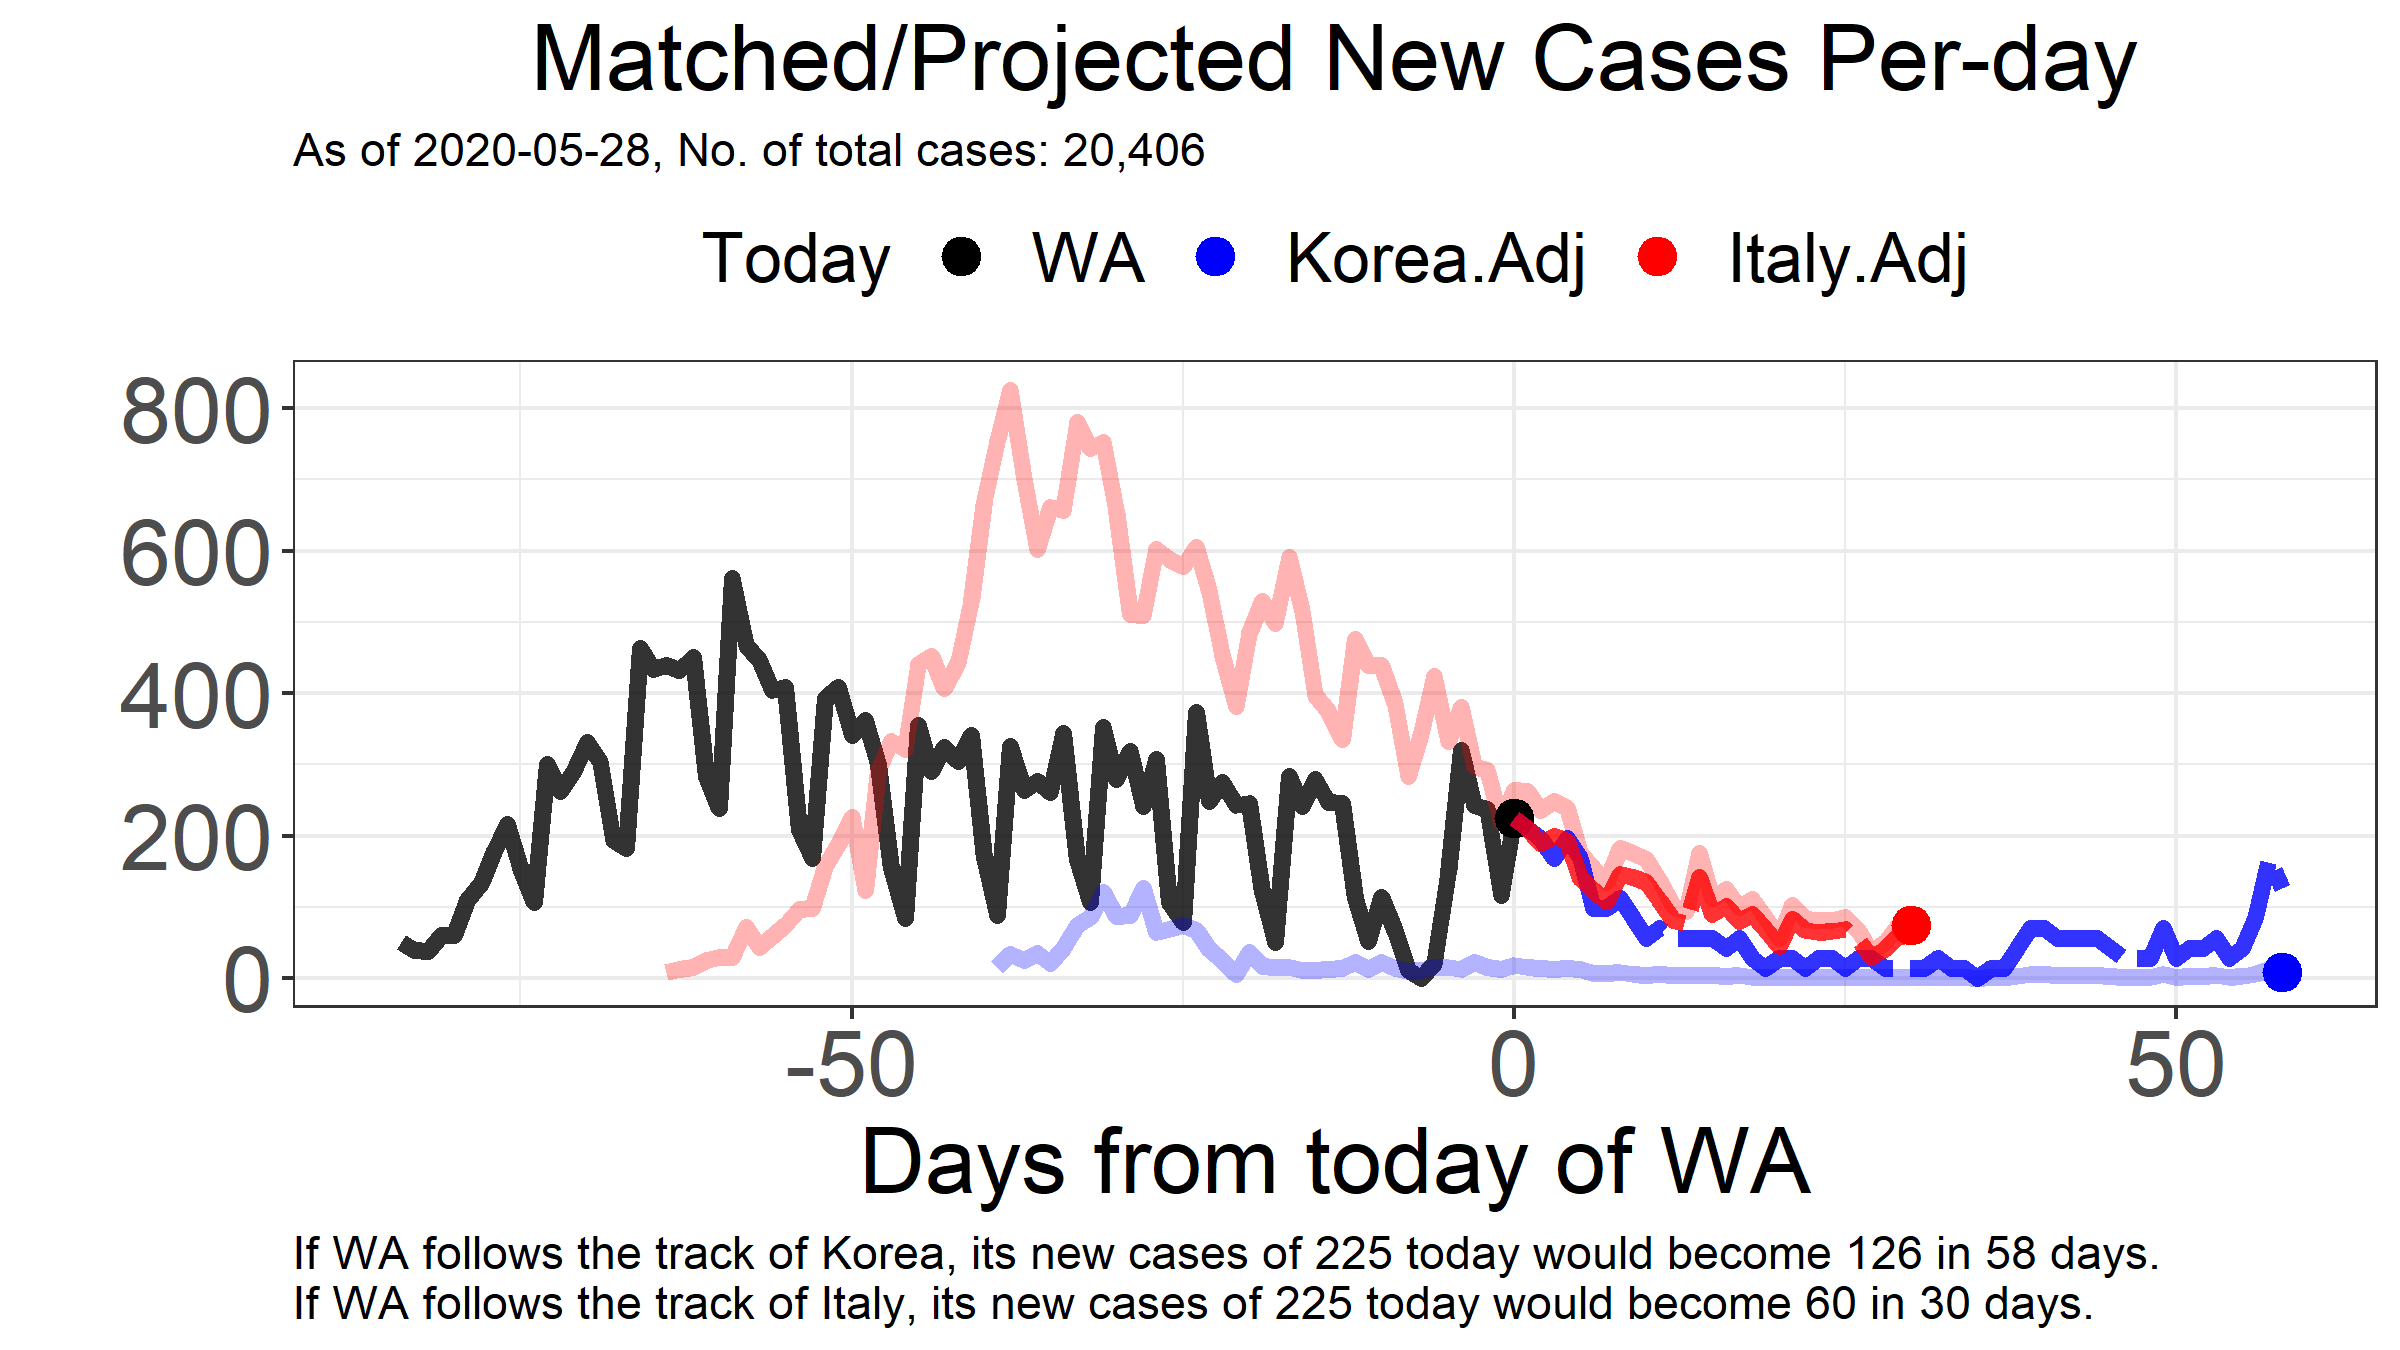 Matched/Projected New Cases Per-day
As of 2020-05-28, No. of total cases: 20,406
Today WA Korea.Adj Italy.Adj
800
600
400
200
0
-50 0 50
Days from today of WA
If WA follows the track of Korea, its new cases of 225 today would become 126 in 58 days.
If WA follows the track of Italy, its new cases of 225 today would become 60 in 30 days.